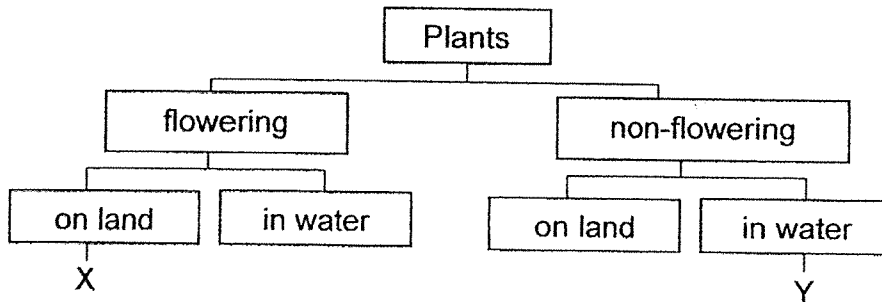 Plants
flowering
non-flowering
on land
in water
on land
in water
X
Y